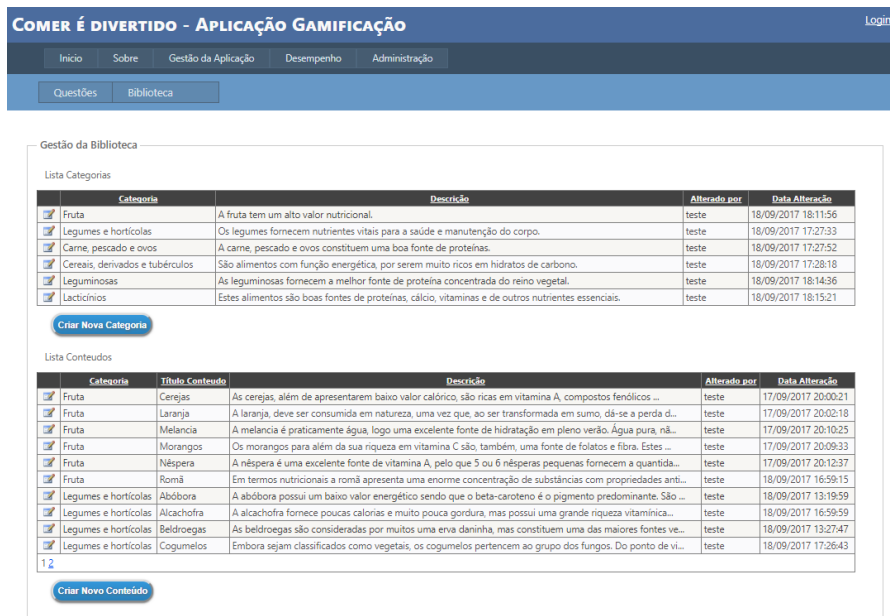 Comer é divertido - Aplicação Gamificação
Login
Inicio Sobre Gestão da Aplicação Desempenho Administração
Questões Biblioteca
Gestão da Biblioteca
Lista Categorias
Categoria Descrição Alterado por Data Alteração
Fruta A fruta tem um alto valor nutricional. teste 18/09/2017 18:11:56
Legumes e hortícolas Os legumes fornecem nutrientes vitais para a saúde e manutenção do corpo. teste 18/09/2017 17:27:33
Carne, pescado e ovos A carne, pescado e ovos constituem uma boa fonte de proteínas. teste 18/09/2017 17:27:52
Cereais, derivados e tubérculos São alimentos com função energética, por serem muito ricos em hidratos de carbono. teste 18/09/2017 17:28:18
Leguminosas As leguminosas fornecem a melhor fonte de proteína concentrada do reino vegetal. teste 18/09/2017 18:14:36
Lacticínios Estes alimentos são boas fontes de proteínas, cálcio, vitaminas e de outros nutrientes essenciais. teste 18/09/2017 18:15:21
Criar Nova Categoria
Lista Conteudos
Categoria Título Conteudo Descrição Alterado por Data Alteração
Fruta Cerejas As cerejas, além de apresentarem baixo valor calórico, são ricas em vitamina A, compostos fenólicos ... teste 17/09/2017 20:00:21
Fruta Laranja A laranja, deve ser consumida em natureza, uma vez que, ao ser transformada em sumo, dá-se a perda d... teste 17/09/2017 20:02:18
Fruta Melancia A melancia é praticamente água, logo uma excelente fonte de hidratação em pleno verão. Água pura, nã... teste 17/09/2017 20:10:25
Fruta Morangos Os morangos para além da sua riqueza em vitamina C são, também, uma fonte de folatos e fibra. Estes ... teste 17/09/2017 20:09:33
Fruta Nêspera A nêspera é uma excelente fonte de vitamina A, pelo que 5 ou 6 nêsperas pequenas fornecem a quantida... teste 17/09/2017 20:12:37
Fruta Romã Em termos nutricionais a romã apresenta uma enorme concentração de substâncias com propriedades anti... teste 18/09/2017 16:59:15
Legumes e hortícolas Abóbora A abóbora possui um baixo valor energético sendo que o beta-caroteno é o pigmento predominante. São ... teste 18/09/2017 13:19:59
Legumes e hortícolas Alcachofra A alcachofra fornece poucas calorias e muito pouca gordura, mas possui uma grande riqueza vitamínica... teste 18/09/2017 16:59:59
Legumes e hortícolas Beldroegas As beldroegas são consideradas por muitos uma erva daninha, mas constituem uma das maiores fontes ve... teste 18/09/2017 13:27:47
Legumes e hortícolas Cogumelos Embora sejam classificados como vegetais, os cogumelos pertencem ao grupo dos fungos. Do ponto de vi... teste 18/09/2017 17:26:43
1 2
Criar Novo Conteúdo